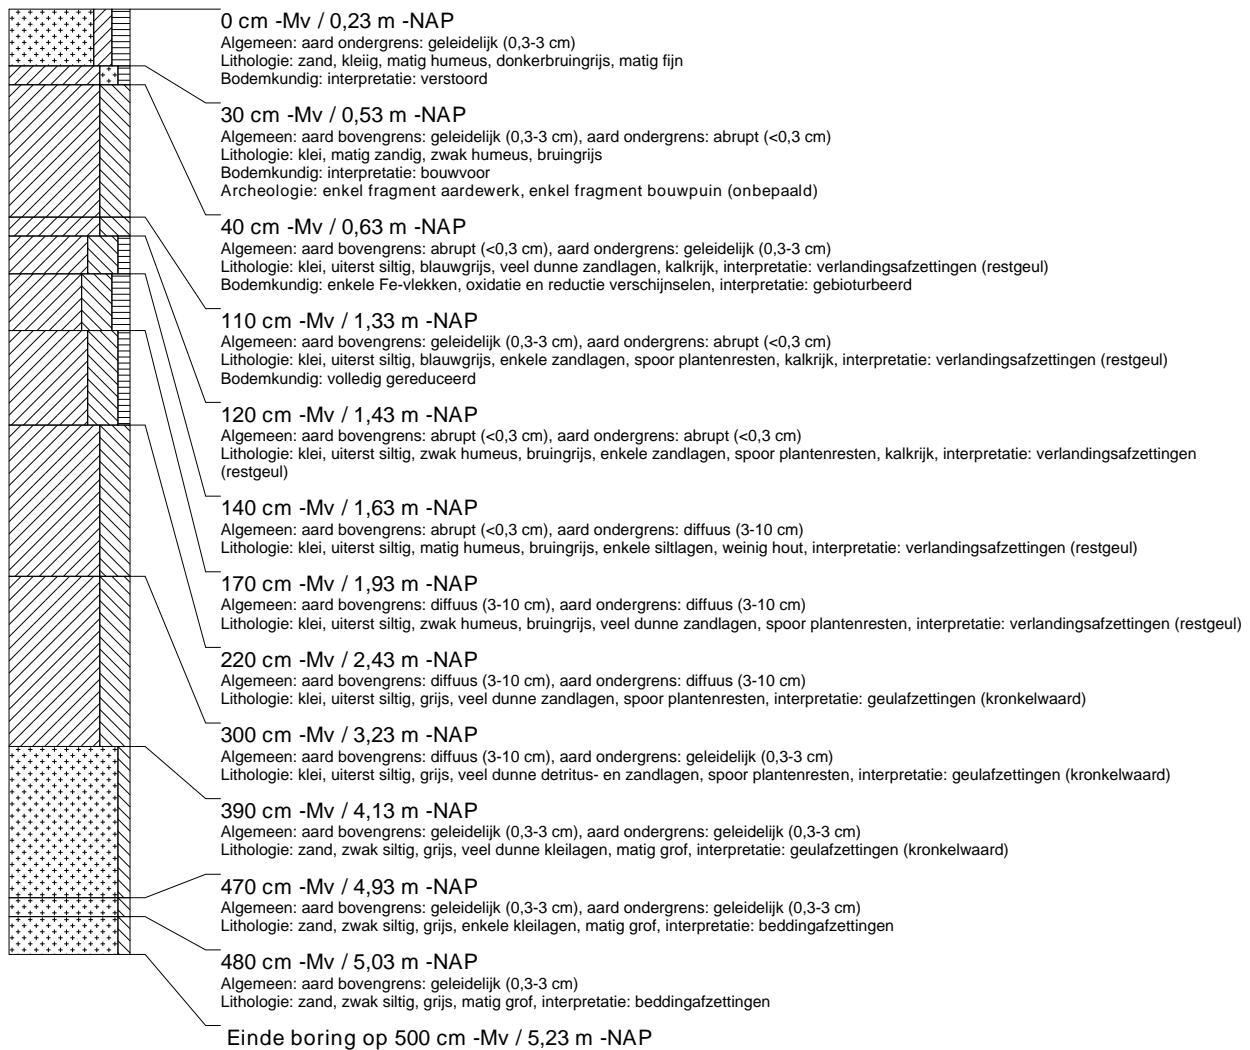 0 cm -Mv / 0,23 m -NAP
Algemeen: aard ondergrens: geleidelijk (0,3-3 cm)
Lithologie: zand, kleiig, matig humeus, donkerbruingrijs, matig fijn
Bodemkundig: interpretatie: verstoord
30 cm -Mv / 0,53 m -NAP
Algemeen: aard bovengrens: geleidelijk (0,3-3 cm), aard ondergrens: abrupt (<0,3 cm)
Lithologie: klei, matig zandig, zwak humeus, bruingrijs
Bodemkundig: interpretatie: bouwvoor
Archeologie: enkel fragment aardewerk, enkel fragment bouwpuin (onbepaald)
40 cm -Mv / 0,63 m -NAP
Algemeen: aard bovengrens: abrupt (<0,3 cm), aard ondergrens: geleidelijk (0,3-3 cm)
Lithologie: klei, uiterst siltig, blauwgrijs, veel dunne zandlagen, kalkrijk, interpretatie: verlandingsafzettingen (restgeul)
Bodemkundig: enkele Fe-vlekken, oxidatie en reductie verschijnselen, interpretatie: gebioturbeerd
110 cm -Mv / 1,33 m -NAP
Algemeen: aard bovengrens: geleidelijk (0,3-3 cm), aard ondergrens: abrupt (<0,3 cm)
Lithologie: klei, uiterst siltig, blauwgrijs, enkele zandlagen, spoor plantenresten, kalkrijk, interpretatie: verlandingsafzettingen (restgeul)
Bodemkundig: volledig gereduceerd
120 cm -Mv / 1,43 m -NAP
Algemeen: aard bovengrens: abrupt (<0,3 cm), aard ondergrens: abrupt (<0,3 cm)
Lithologie: klei, uiterst siltig, zwak humeus, bruingrijs, enkele zandlagen, spoor plantenresten, kalkrijk, interpretatie: verlandingsafzettingen
(restgeul)
140 cm -Mv / 1,63 m -NAP
Algemeen: aard bovengrens: abrupt (<0,3 cm), aard ondergrens: diffuus (3-10 cm)
Lithologie: klei, uiterst siltig, matig humeus, bruingrijs, enkele siltlagen, weinig hout, interpretatie: verlandingsafzettingen (restgeul)
170 cm -Mv / 1,93 m -NAP
Algemeen: aard bovengrens: diffuus (3-10 cm), aard ondergrens: diffuus (3-10 cm)
Lithologie: klei, uiterst siltig, zwak humeus, bruingrijs, veel dunne zandlagen, spoor plantenresten, interpretatie: verlandingsafzettingen (restgeul)
220 cm -Mv / 2,43 m -NAP
Algemeen: aard bovengrens: diffuus (3-10 cm), aard ondergrens: diffuus (3-10 cm)
Lithologie: klei, uiterst siltig, grijs, veel dunne zandlagen, spoor plantenresten, interpretatie: geulafzettingen (kronkelwaard)
300 cm -Mv / 3,23 m -NAP
Algemeen: aard bovengrens: diffuus (3-10 cm), aard ondergrens: geleidelijk (0,3-3 cm)
Lithologie: klei, uiterst siltig, grijs, veel dunne detritus- en zandlagen, spoor plantenresten, interpretatie: geulafzettingen (kronkelwaard)
390 cm -Mv / 4,13 m -NAP
Algemeen: aard bovengrens: geleidelijk (0,3-3 cm), aard ondergrens: geleidelijk (0,3-3 cm)
Lithologie: zand, zwak siltig, grijs, veel dunne kleilagen, matig grof, interpretatie: geulafzettingen (kronkelwaard)
470 cm -Mv / 4,93 m -NAP
Algemeen: aard bovengrens: geleidelijk (0,3-3 cm), aard ondergrens: geleidelijk (0,3-3 cm)
Lithologie: zand, zwak siltig, grijs, enkele kleilagen, matig grof, interpretatie: beddingafzettingen
480 cm -Mv / 5,03 m -NAP
Algemeen: aard bovengrens: geleidelijk (0,3-3 cm)
Lithologie: zand, zwak siltig, grijs, matig grof, interpretatie: beddingafzettingen
Einde boring op 500 cm -Mv / 5,23 m -NAP